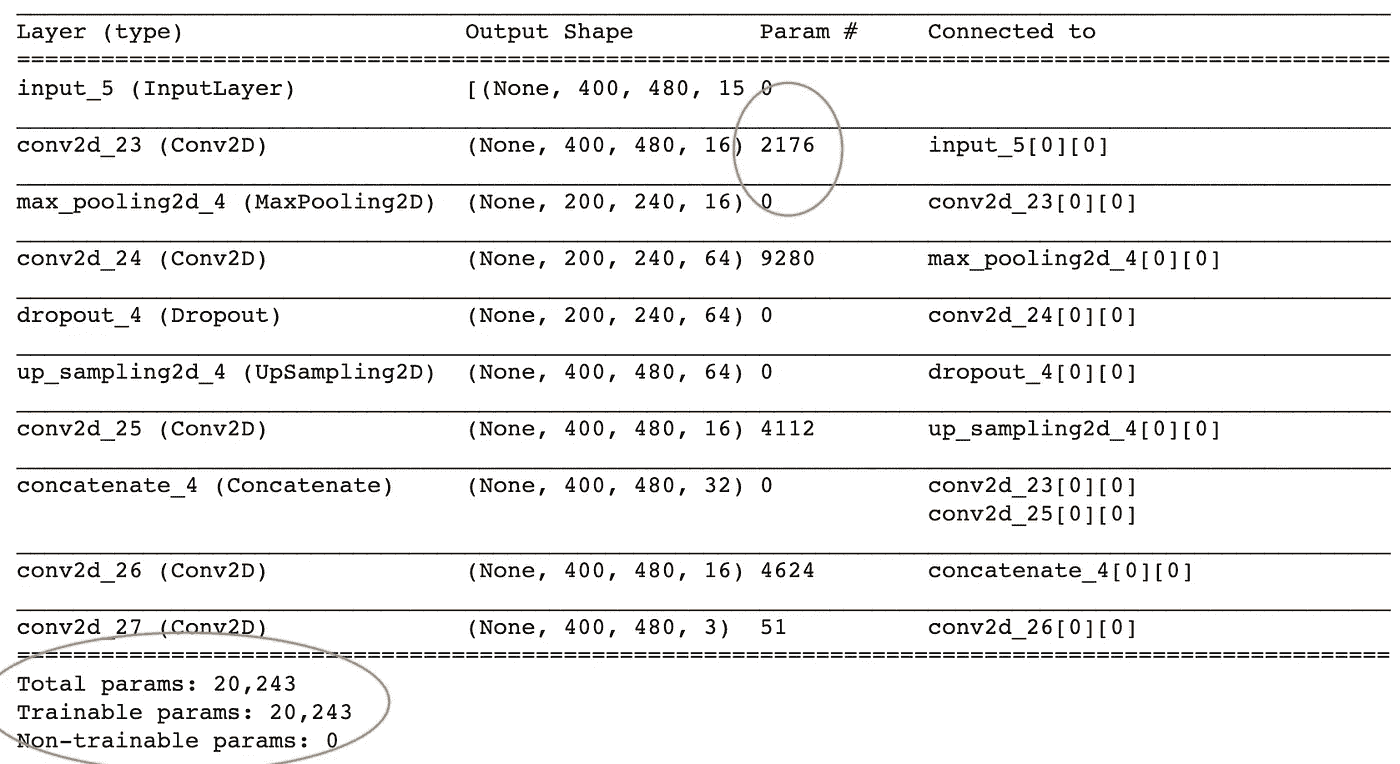 Layer (type) Output Shape Param # Connected to
input_5 (InputLayer) [(None, 400, 480, 15 0
conv2d_23 (Conv2D) (None, 400, 480, 16) 2176 input_5[0][0]
max_pooling2d_4 (MaxPooling2D) (None, 200, 240, 16) 0 conv2d_23[0][0]
conv2d_24 (Conv2D) (None, 200, 240, 64) 9280 max_pooling2d_4[0][0]
dropout_4 (Dropout) (None, 200, 240, 64) 0 conv2d_24[0][0]
up_sampling2d_4 (UpSampling2D) (None, 400, 480, 64) 0 dropout_4[0][0]
conv2d_25 (Conv2D) (None, 400, 480, 16) 4112 up_sampling2d_4[0][0]
concatenate_4 (Concatenate) (None, 400, 480, 32) 0 conv2d_23[0][0]
conv2d_25[0][0]
conv2d_26 (Conv2D) (None, 400, 480, 16) 4624 concatenate_4[0][0]
conv2d_27 (Conv2D) (None, 400, 480, 3) 51 conv2d_26[0][0]
Total params: 20,243
Trainable params: 20,243
Non-trainable params: 0